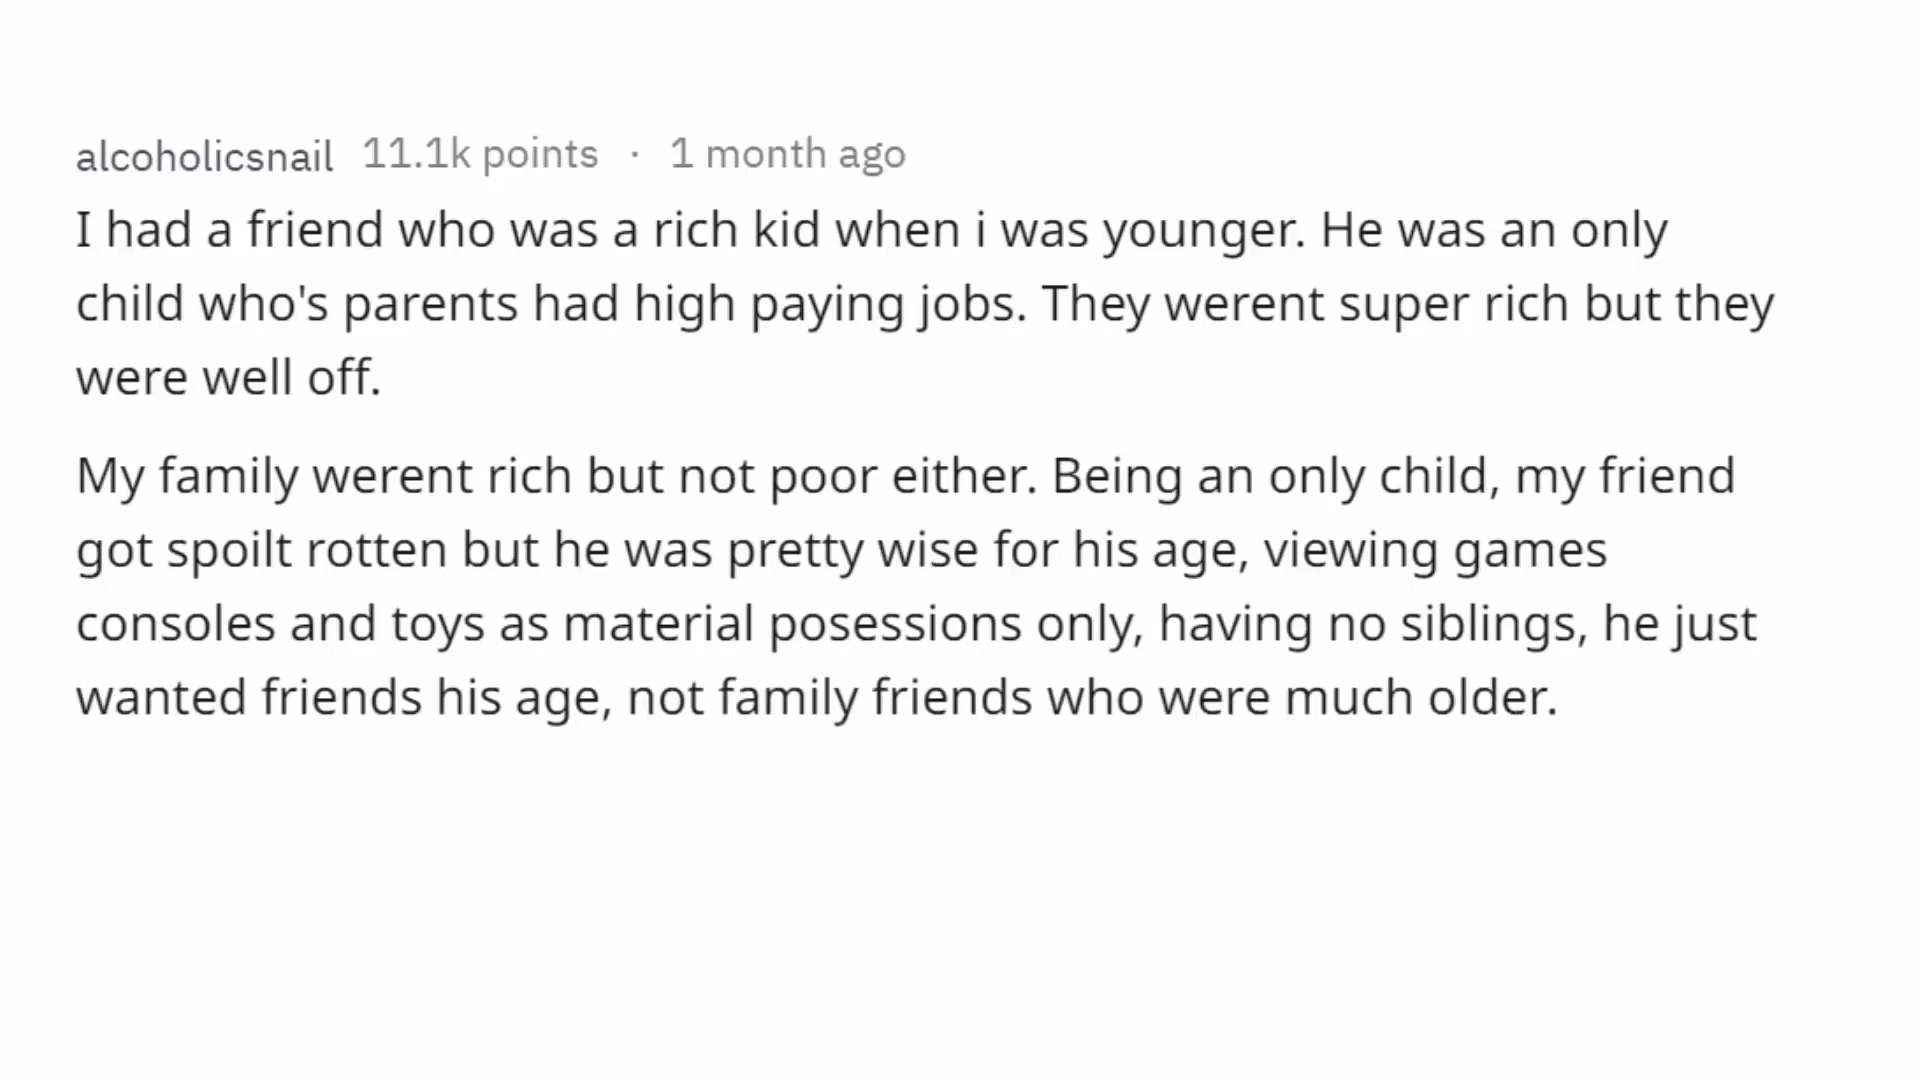 alcoholicsnail 11.1k points · 1 month ago
I had a friend who was a rich kid when i was younger. He was an only
child who's parents had high paying jobs. They werent super rich but they
were well off.
My family werent rich but not poor either. Being an only child, my friend
got spoilt rotten but he was pretty wise for his age, viewing games
consoles and toys as material posessions only, having no siblings, he just
wanted friends his age, not family friends who were much older.